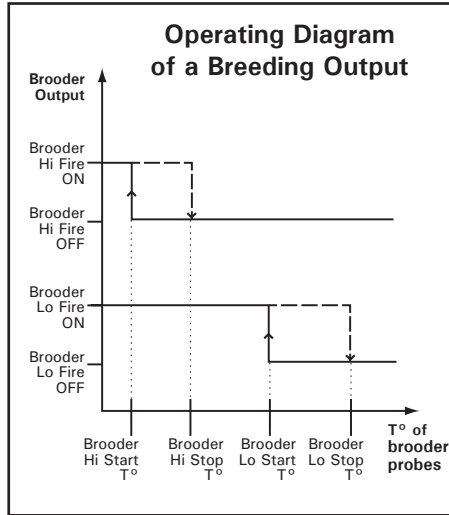 Operating Diagram
of a Breeding Output
Brooder
Output
Brooder
Hi Fire
ON
Brooder
Hi Fire
OFF
Brooder
Lo Fire
ON
Brooder
Lo Fire
OFF
Brooder
Hi Start
T°
Brooder
Hi Stop
T°
Brooder
Lo Start
T°
Brooder
Lo Stop
T°
T° of
brooder
probes